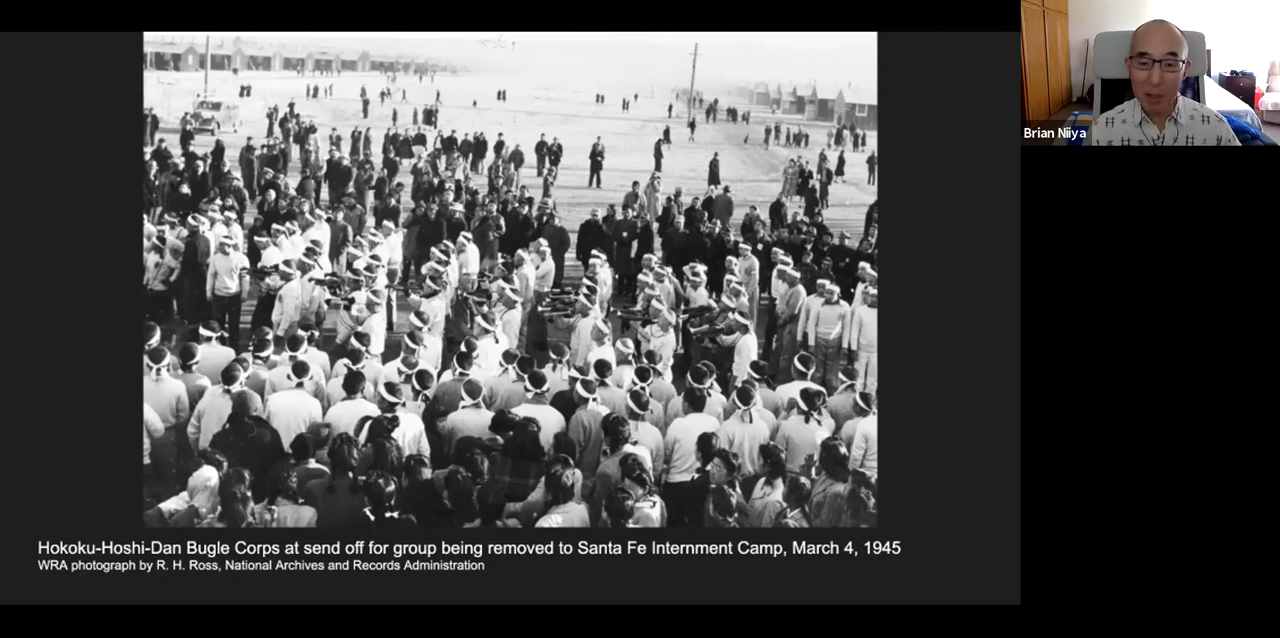 Brian Niiya
Hokoku-Hoshi-Dan Bugle Corps at send off for group being removed to Santa Fe Internment Camp, March 4, 1945
WRA photograph by R. H. Ross, National Archives and Records Administration